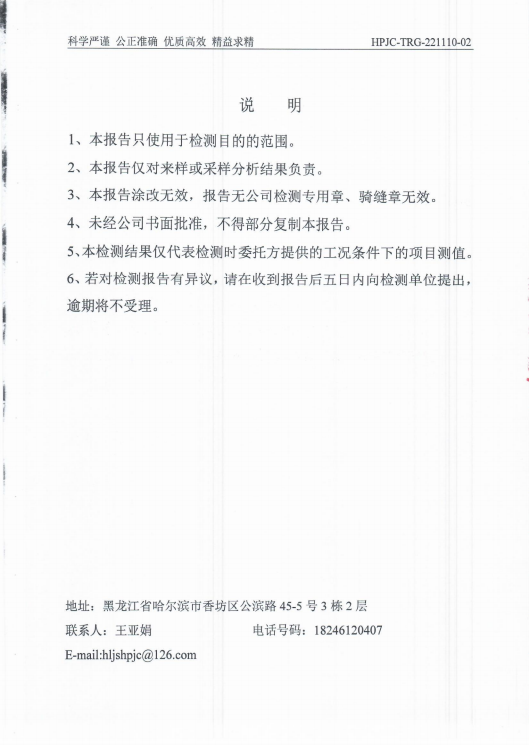 科学严谨 公正准确 优质高效 精益求精 HPJC-TRG-221110-02
说 明
1、本报告只使用于检测目的的范围。
2、本报告仅对来样或采样分析结果负责。
3、本报告涂改无效，报告无公司检测专用章、骑缝章无效。
4、未经公司书面批准，不得部分复制本报告。
5、本检测结果仅代表检测时委托方提供的工况条件下的项目测值。
6、若对检测报告有异议，请在收到报告后五日内向检测单位提出，
逾期将不受理。
地址：黑龙江省哈尔滨市香坊区公滨路 45-5 号 3 栋 2 层
联系人：王亚娟 电话号码：18246120407
E-mail:hljshpjc@126.com